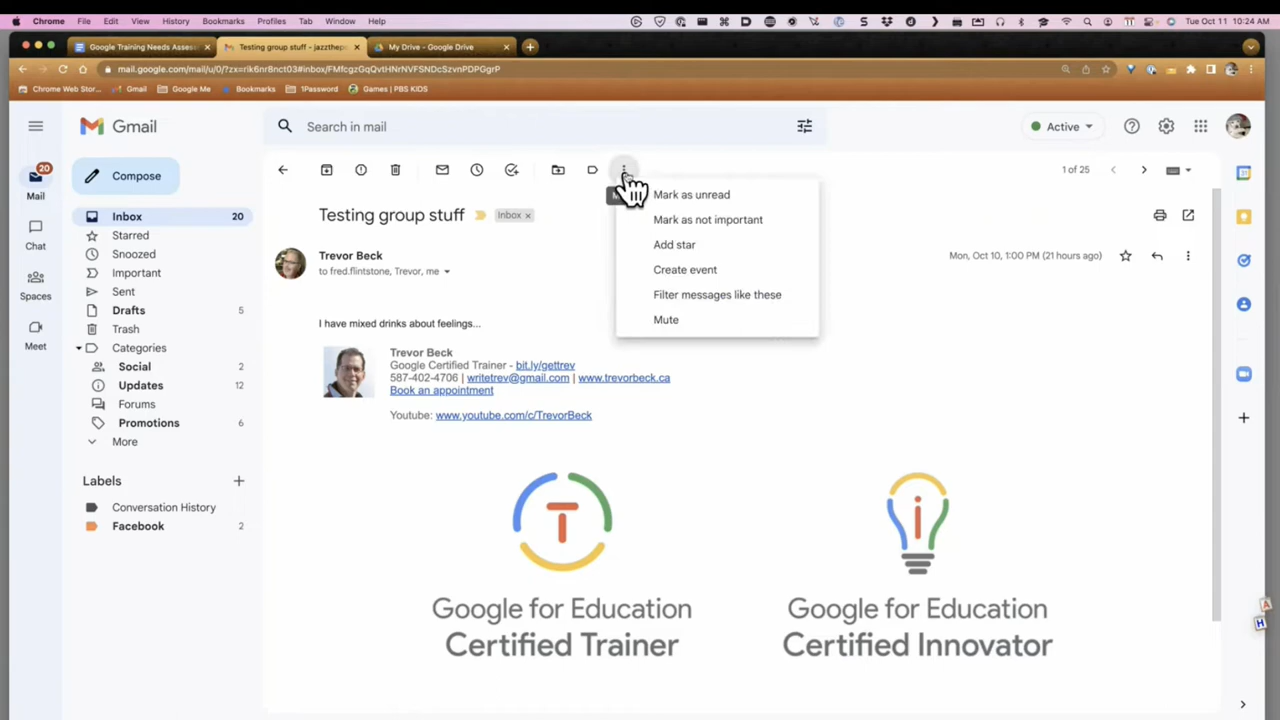 Chrome File Edit View History Bookmarks Profiles Tab Window Help Tue Oct 11 10:24 AM
Google Training Needs Asses Testing group stuff - jazzthep My Drive - Google Drive
mail.google.com/mail/u/0/?zx=rik6nr8nct03#inbox/FMfcgzGqQvtHNrNVFSNDcSzvnPDPGgrP
Chrome Web Stor... Gmail Google Me Bookmarks 1Password Games | PBS KIDS
Gmail
Search in mail
Active
20
Mail
Chat
Spaces
Meet
Compose
Inbox 20
Starred
Snoozed
Important
Sent
Drafts 5
Trash
Categories
Social 2
Updates 12
Forums
Promotions 6
More
Labels
Conversation History
Facebook 2
1 of 25
Testing group stuff Inbox
Trevor Beck
to fred.flintstone, Trevor, me
Mon, Oct 10, 1:00 PM (21 hours ago)
Mark as unread
Mark as not important
Add star
Create event
Filter messages like these
Mute
I have mixed drinks about feelings...
Trevor Beck
Google Certified Trainer - bit.ly/gettrev
587-402-4706 | writetrev@gmail.com | www.trevorbeck.ca
Book an appointment
Youtube: www.youtube.com/c/TrevorBeck
T
Google for Education
Certified Trainer
i
Google for Education
Certified Innovator
A
H